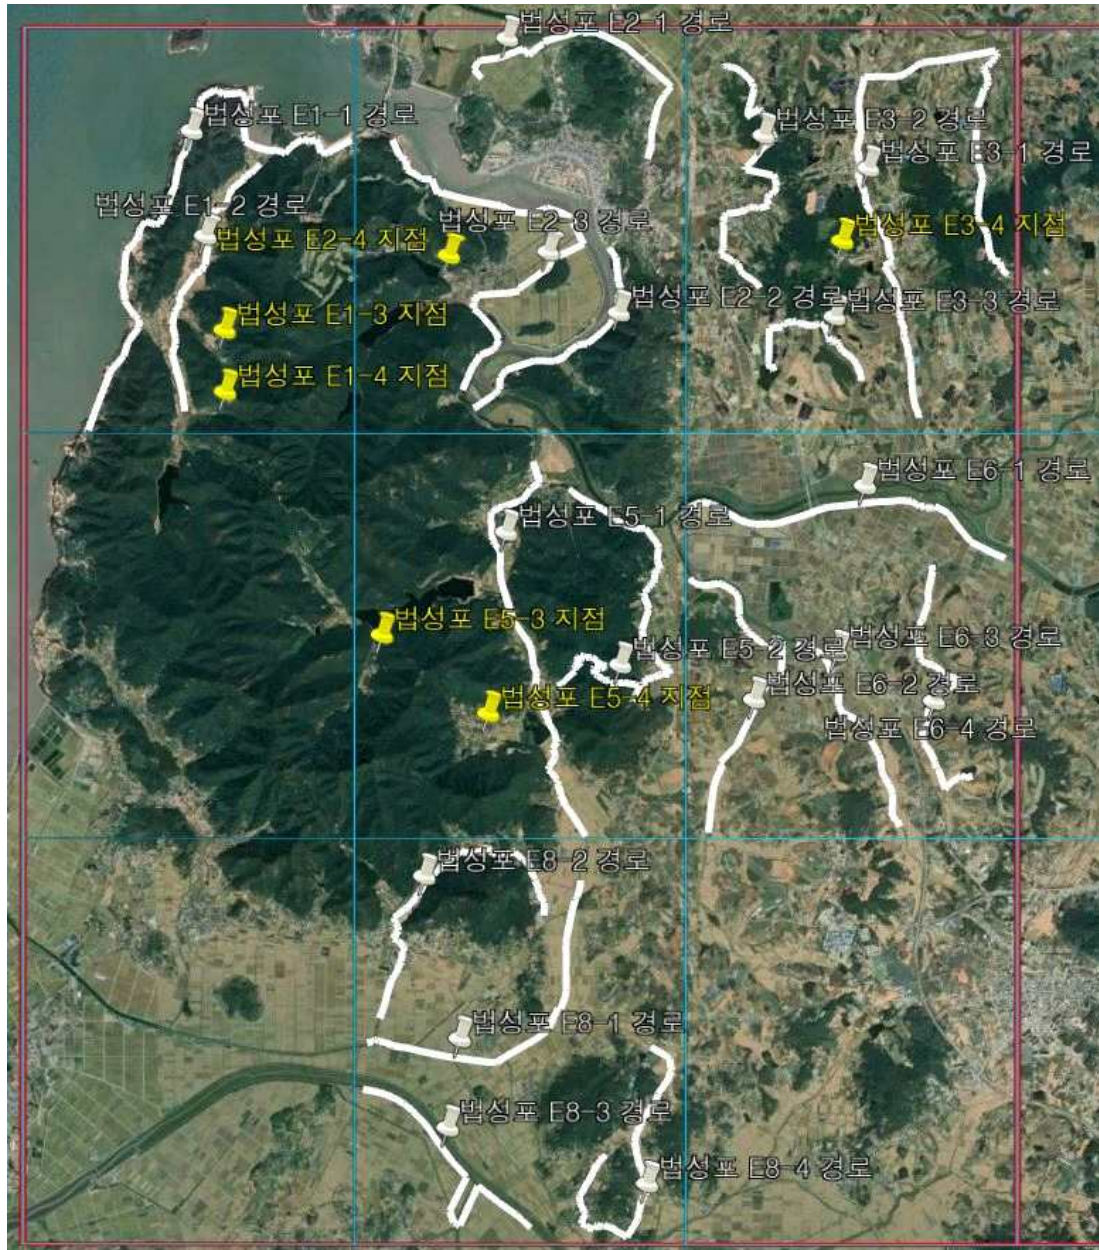 법성포 E2-1 경로
법성포 E1-1 경로
법성포 E3-2 경로
법성포 E3-1 경로
법성포 E1-2 경로
법성포 E2-3 경로
법성포 E2-4 지점
법성포 E3-4 지점
법성포 E2-2 경로
법성포 E3-3 경로
법성포 E1-3 지점
법성포 E1-4 지점
법성포 E6-1 경로
법성포 E5-1 경로
법성포 E5-3 지점
법성포 E6-3 경로
법성포 E5-2 경로
법성포 E6-2 경로
법성포 E5-4 지점
법성포 E6-4 경로
법성포 E8-2 경로
법성포 E8-1 경로
법성포 E8-3 경로
법성포 E8-4 경로